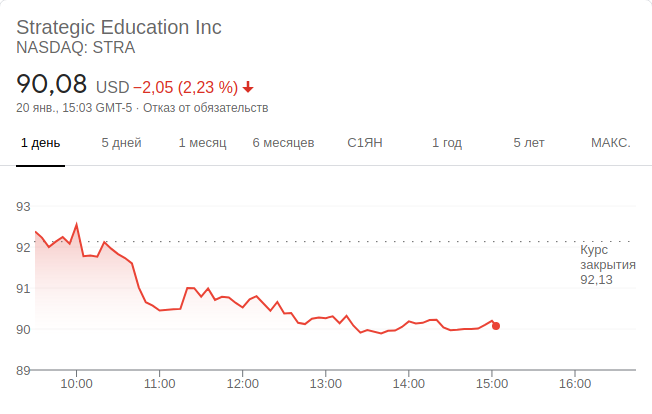 Strategic Education Inc
NASDAQ: STRA
90,08 USD −2,05 (2,23 %)
20 янв., 15:03 GMT-5 · Отказ от обязательств
1 день 5 дней 1 месяц 6 месяцев С1ЯН 1 год 5 лет МАКС.
93
92
91
90
89
Курс
закрытия
92,13
10:00 11:00 12:00 13:00 14:00 15:00 16:00